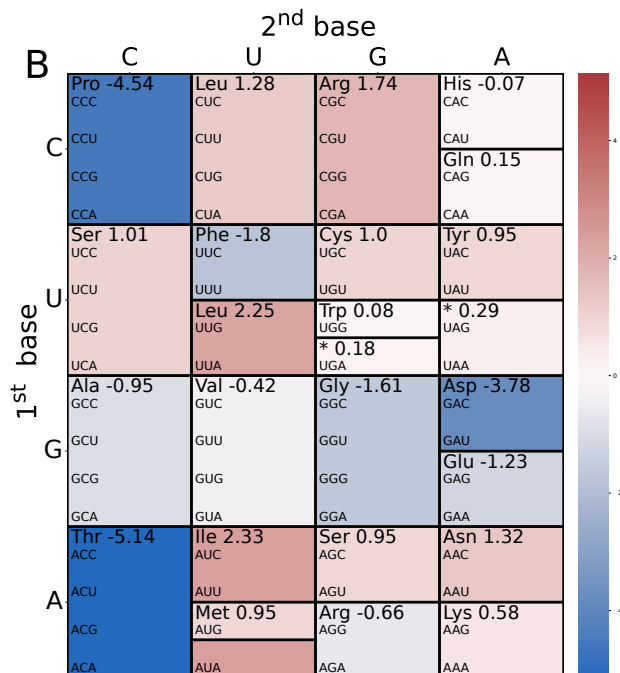 2nd base
B C U G A
Pro -4.54 Leu 1.28 Arg 1.74 His -0.07
CCC CUC CGC CAC
CCU CUU CGU CAU
C
Gln 0.15
CCG CUG CGG CAG
CCA CUA CGA CAA
Ser 1.01 Phe -1.8 Cys 1.0 Tyr 0.95
UCC UUC UGC UAC
UCU UUU UGU UAU
U
Leu 2.25 Trp 0.08 * 0.29
UCG UUG UGG UAG
* 0.18
UCA UUA UGA UAA
1st base
Ala -0.95 Val -0.42 Gly -1.61 Asp -3.78
GCC GUC GGC GAC
GCU GUU GGU GAU
G
Glu -1.23
GCG GUG GGG GAG
GCA GUA GGA GAA
Thr -5.14 Ile 2.33 Ser 0.95 Asn 1.32
ACC AUC AGC AAC
ACU AUU AGU AAU
A
Met 0.95 Arg -0.66 Lys 0.58
ACG AUG AGG AAG
ACA AUA AGA AAA
4
2
0
2
4